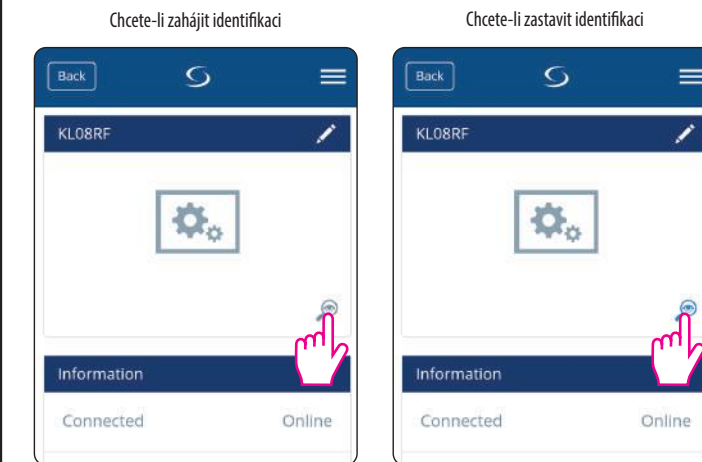 Chcete-li zahájit identifikaci
Chcete-li zastavit identifikaci
Back
KL08RF
Information
Connected Online
Back
KL08RF
Information
Connected Online